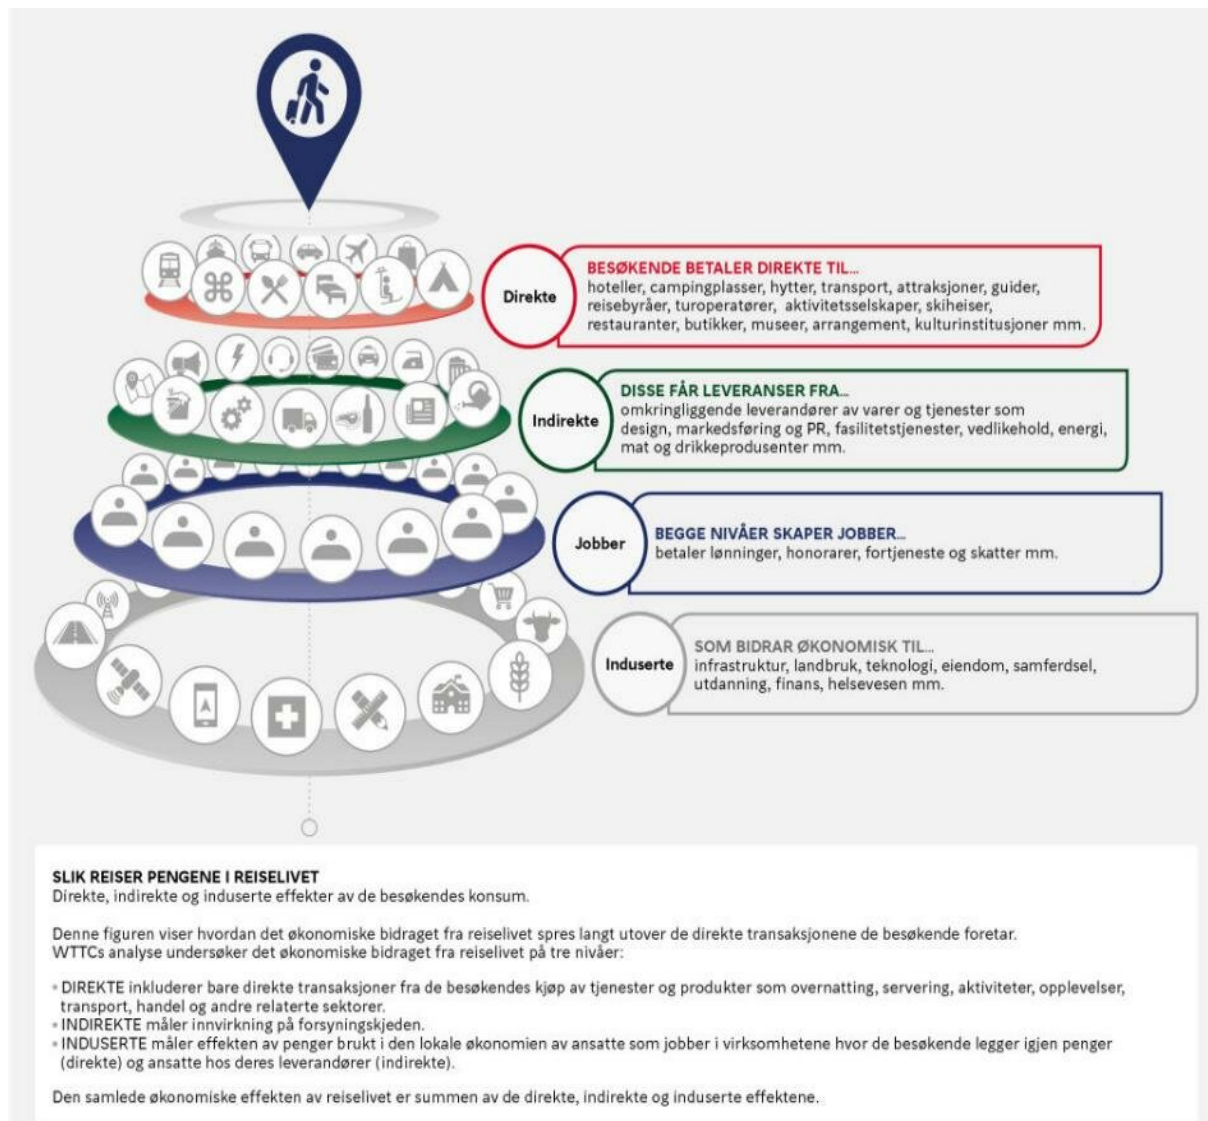 Direkte
BESØKENDE BETALER DIREKTE TIL...
hoteller, campingplasser, hytter, transport, attraksjoner, guider,
reisebyråer, turoperatører, aktivitetsselskaper, skiheiser,
restauranter, butikker, museer, arrangement, kulturinstitusjoner mm.
Indirekte
DISSE FÅR LEVERANSER FRA...
omkringliggende leverandører av varer og tjenester som
design, markedsføring og PR, fasilitetstjenester, vedlikehold, energi,
mat og drikkeprodusenter mm.
Jobber
BEGGE NIVÅER SKAPER JOBBER...
betaler lønninger, honorarer, fortjeneste og skatter mm.
Induserte
SOM BIDRAR ØKONOMISK TIL...
infrastruktur, landbruk, teknologi, eiendom, samferdsel,
utdanning, finans, helsevesen mm.
SLIK REISER PENGENE I REISELIVET
Direkte, indirekte og induserte effekter av de besøkendes konsum.
Denne figuren viser hvordan det økonomiske bidraget fra reiselivet spres langt utover de direkte transaksjonene de besøkende foretar.
WTTCs analyse undersøker det økonomiske bidraget fra reiselivet på tre nivåer:
• DIREKTE inkluderer bare direkte transaksjoner fra de besøkendes kjøp av tjenester og produkter som overnatting, servering, aktiviteter, opplevelser,
transport, handel og andre relaterte sektorer.
• INDIREKTE måler innvirkning på forsyningskjeden.
• INDUSERTE måler effekten av penger brukt i den lokale økonomien av ansatte som jobber i virksomhetene hvor de besøkende legger igjen penger
(direkte) og ansatte hos deres leverandører (indirekte).
Den samlede økonomiske effekten av reiselivet er summen av de direkte, indirekte og induserte effektene.